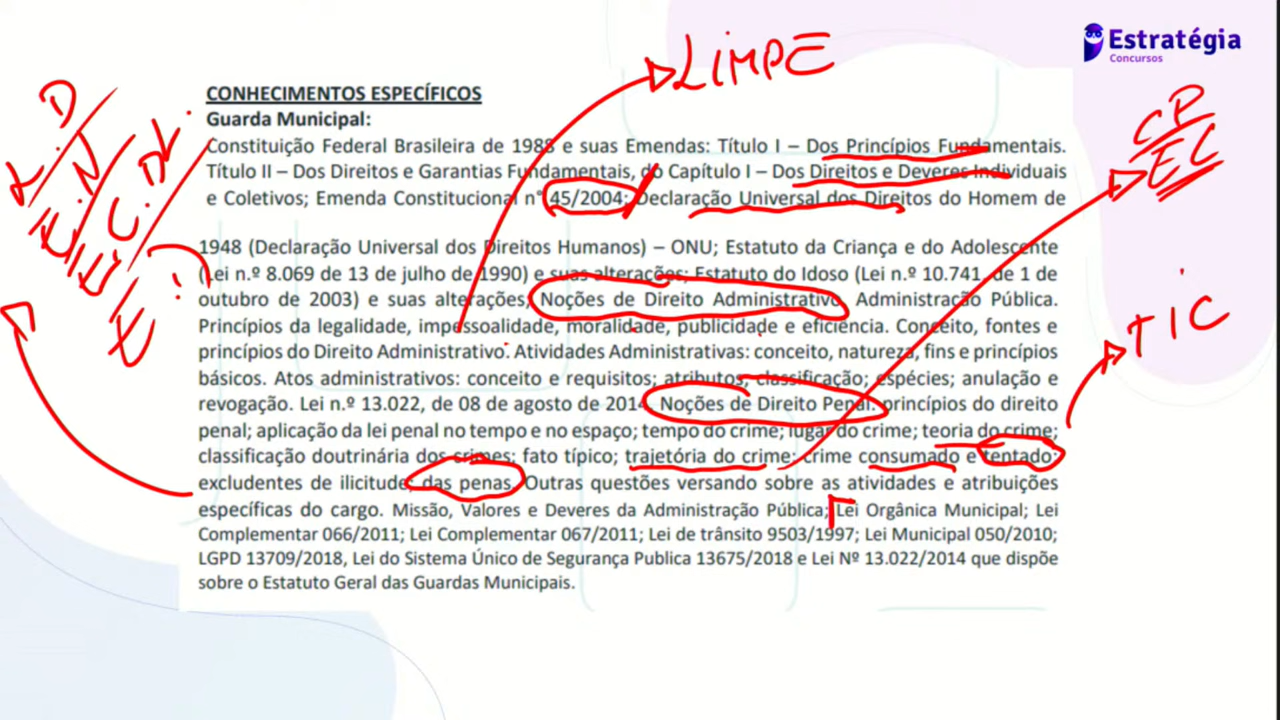 Estratégia
Concursos
LIMPE
CONHECIMENTOS ESPECÍFICOS
Guarda Municipal:
Constituição Federal Brasileira de 1988 e suas Emendas: Título I – Dos Princípios Fundamentais.
Título II – Dos Direitos e Garantias Fundamentais, do Capítulo I – Dos Direitos e Deveres Individuais
e Coletivos; Emenda Constitucional n° 45/2004; Declaração Universal dos Direitos do Homem de
1948 (Declaração Universal dos Direitos Humanos) – ONU; Estatuto da Criança e do Adolescente
(Lei n.º 8.069 de 13 de julho de 1990) e suas alterações; Estatuto do Idoso (Lei n.º 10.741, de 1 de
outubro de 2003) e suas alterações; Noções de Direito Administrativo. Administração Pública.
Princípios da legalidade, impessoalidade, moralidade, publicidade e eficiência. Conceito, fontes e
princípios do Direito Administrativo. Atividades Administrativas: conceito, natureza, fins e princípios
básicos. Atos administrativos: conceito e requisitos; atributos; classificação; espécies; anulação e
revogação. Lei n.º 13.022, de 08 de agosto de 2014. Noções de Direito Penal: princípios do direito
penal; aplicação da lei penal no tempo e no espaço; tempo do crime; lugar do crime; teoria do crime;
classificação doutrinária dos crimes; fato típico; trajetória do crime; crime consumado e tentado;
excludentes de ilicitude; das penas. Outras questões versando sobre as atividades e atribuições
específicas do cargo. Missão, Valores e Deveres da Administração Pública; Lei Orgânica Municipal; Lei
Complementar 066/2011; Lei Complementar 067/2011; Lei de trânsito 9503/1997; Lei Municipal 050/2010;
LGPD 13709/2018, Lei do Sistema Único de Segurança Publica 13675/2018 e Lei Nº 13.022/2014 que dispõe
sobre o Estatuto Geral das Guardas Municipais.
L.D
E.N
E.C.DL.
CP
EC
TIC